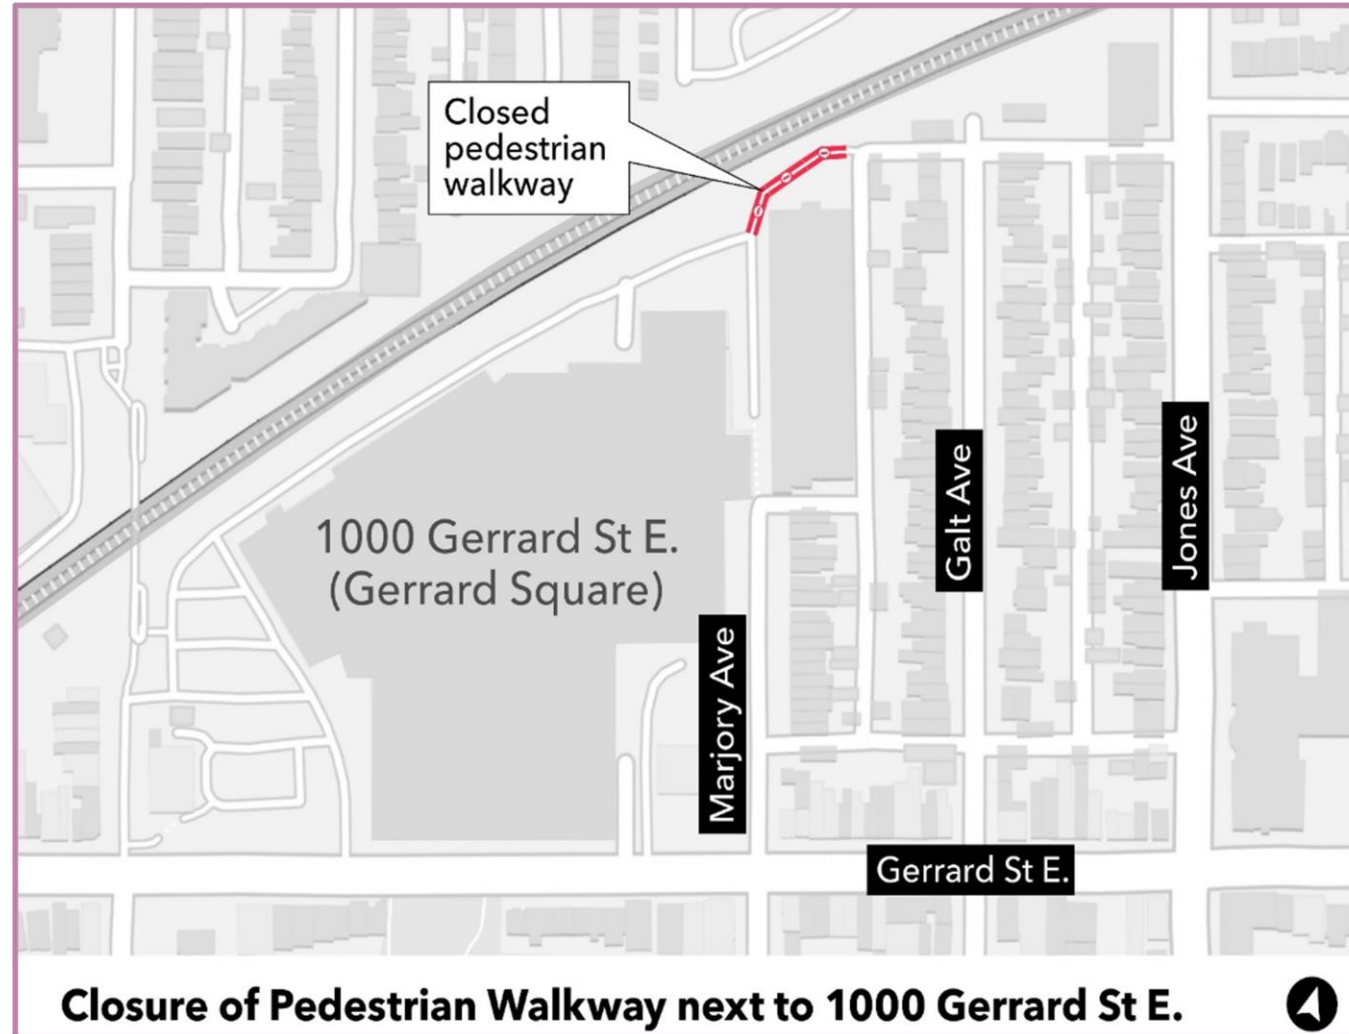 Closed
pedestrian
walkway
1000 Gerrard St E.
(Gerrard Square)
Galt Ave
Jones Ave
Marjory Ave
Gerrard St E.
Closure of Pedestrian Walkway next to 1000 Gerrard St E.